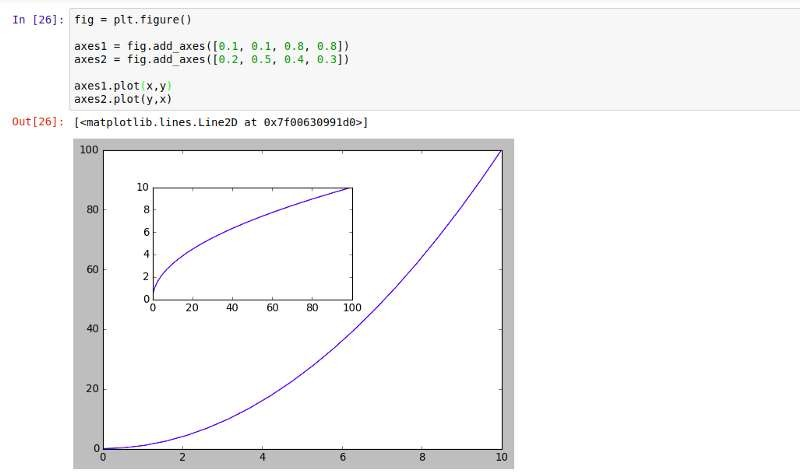 In [26]: fig = plt.figure()
axes1 = fig.add_axes([0.1, 0.1, 0.8, 0.8])
axes2 = fig.add_axes([0.2, 0.5, 0.4, 0.3])
axes1.plot(x,y)
axes2.plot(y,x)
Out[26]: [<matplotlib.lines.Line2D at 0x7f00630991d0>]
100
80
60
40
20
0
0 2 4 6 8 10
10
8
6
4
2
0
0 20 40 60 80 100